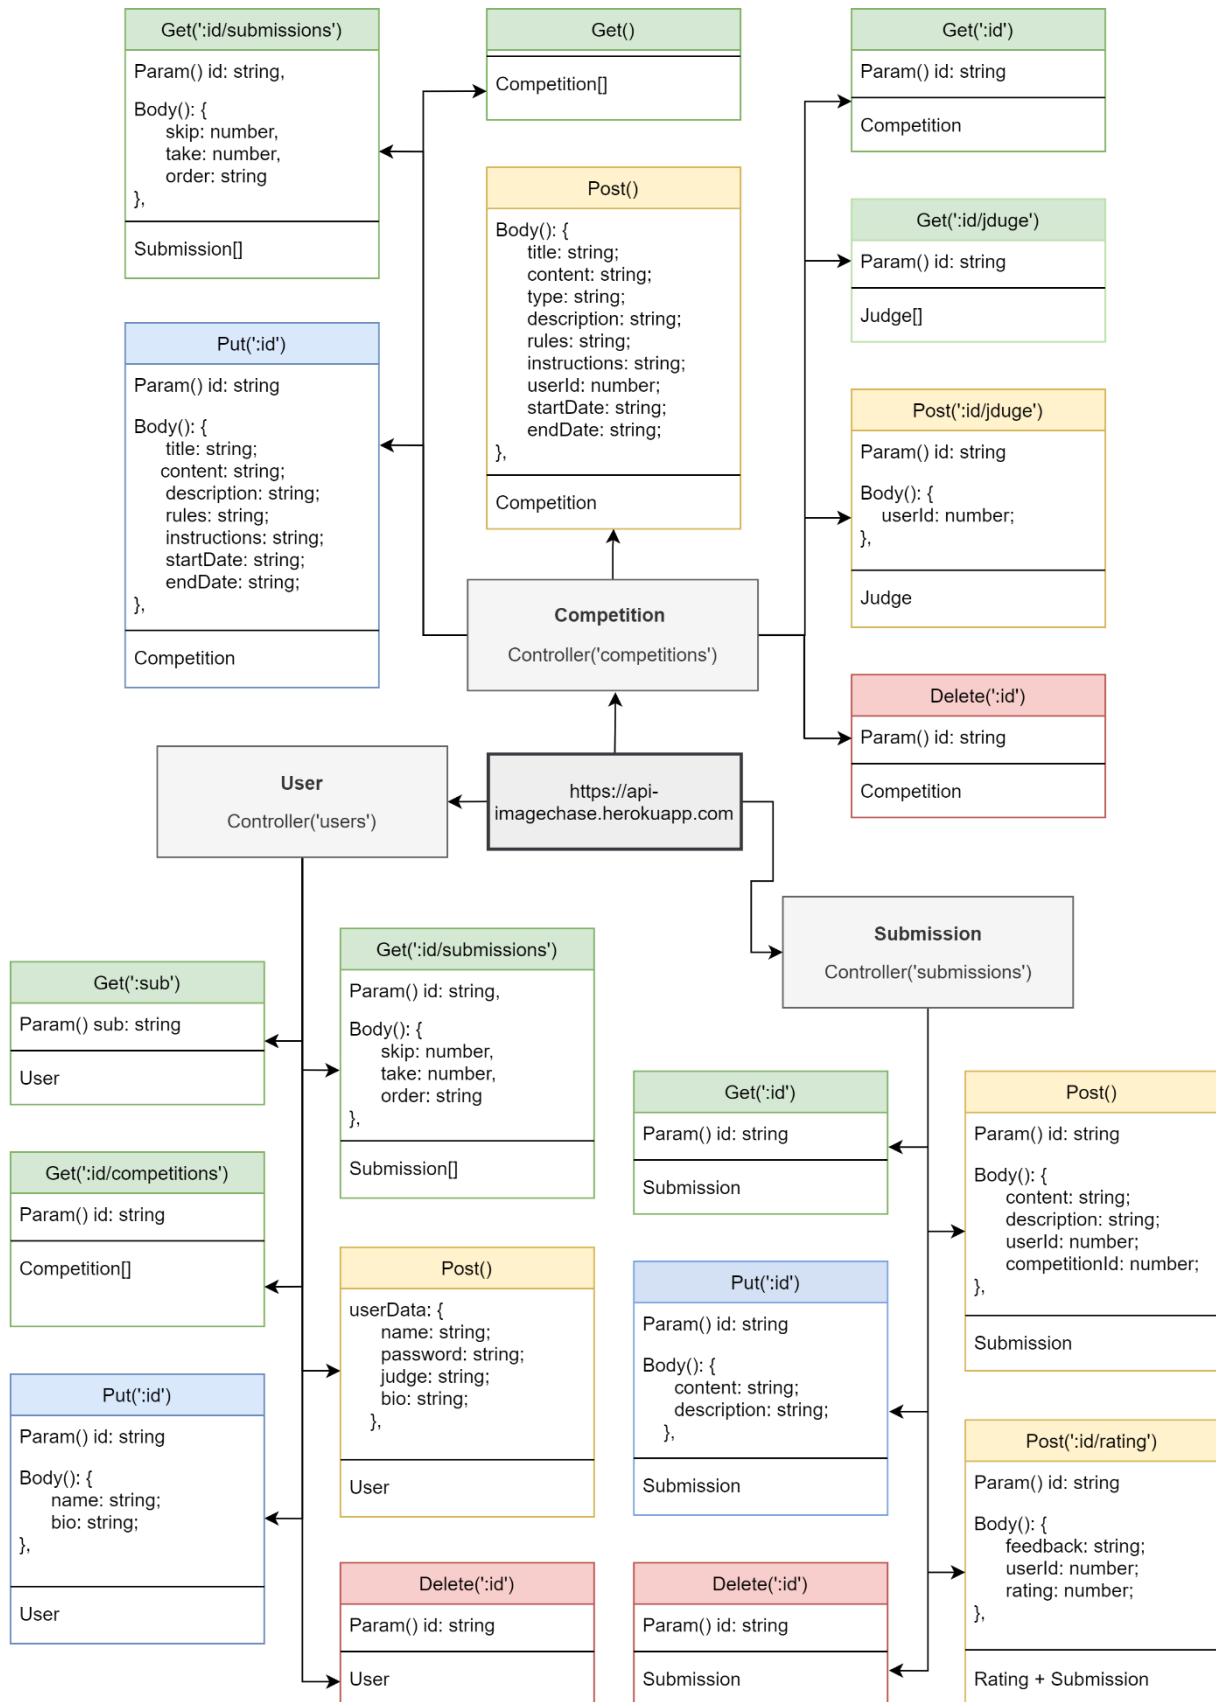 Get(':id/submissions')
Param() id: string,
Body(): {
skip: number,
take: number,
order: string
},
Submission[]
Get()
Competition[]
Get(':id')
Param() id: string
Competition
Post()
Body(): {
title: string;
content: string;
type: string;
description: string;
rules: string;
instructions: string;
userId: number;
startDate: string;
endDate: string;
},
Competition
Get(':id/jduge')
Param() id: string
Judge[]
Put(':id')
Param() id: string
Body(): {
title: string;
content: string;
description: string;
rules: string;
instructions: string;
startDate: string;
endDate: string;
},
Competition
Post(':id/jduge')
Param() id: string
Body(): {
userId: number;
},
Judge
Competition
Controller('competitions')
Delete(':id')
Param() id: string
Competition
User
Controller('users')
https://api-
imagechase.herokuapp.com
Submission
Controller('submissions')
Get(':sub')
Param() sub: string
User
Get(':id/submissions')
Param() id: string,
Body(): {
skip: number,
take: number,
order: string
},
Submission[]
Get(':id/competitions')
Param() id: string
Competition[]
Post()
userData: {
name: string;
password: string;
judge: string;
bio: string;
},
User
Put(':id')
Param() id: string
Body(): {
name: string;
bio: string;
},
User
Delete(':id')
Param() id: string
User
Get(':id')
Param() id: string
Submission
Post()
Param() id: string
Body(): {
content: string;
description: string;
userId: number;
competitionId: number;
},
Submission
Put(':id')
Param() id: string
Body(): {
content: string;
description: string;
},
Submission
Post(':id/rating')
Param() id: string
Body(): {
feedback: string;
userId: number;
rating: number;
},
Rating + Submission
Delete(':id')
Param() id: string
Submission